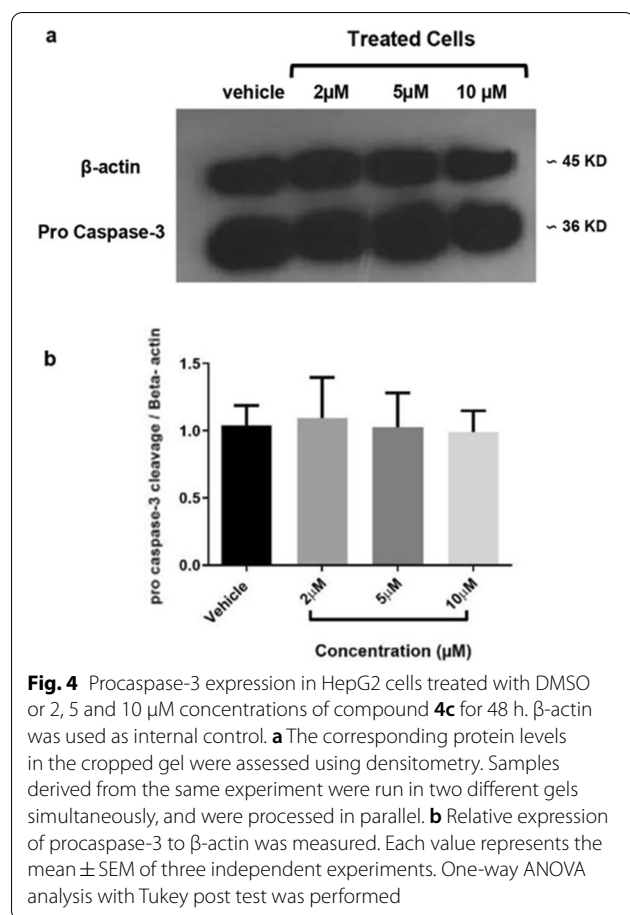 a
Treated Cells
vehicle 2μM 5μM 10 μM
β-actin
~ 45 KD
Pro Caspase-3
~ 36 KD
b
pro caspase-3 cleavage / Beta- actin
1.5
1.0
0.5
0.0
Vehicle 2μM 5μM 10μM
Concentration (μM)
Fig. 4 Procaspase-3 expression in HepG2 cells treated with DMSO
or 2, 5 and 10 μM concentrations of compound 4c for 48 h. β-actin
was used as internal control. a The corresponding protein levels
in the cropped gel were assessed using densitometry. Samples
derived from the same experiment were run in two different gels
simultaneously, and were processed in parallel. b Relative expression
of procaspase-3 to β-actin was measured. Each value represents the
mean ± SEM of three independent experiments. One-way ANOVA
analysis with Tukey post test was performed